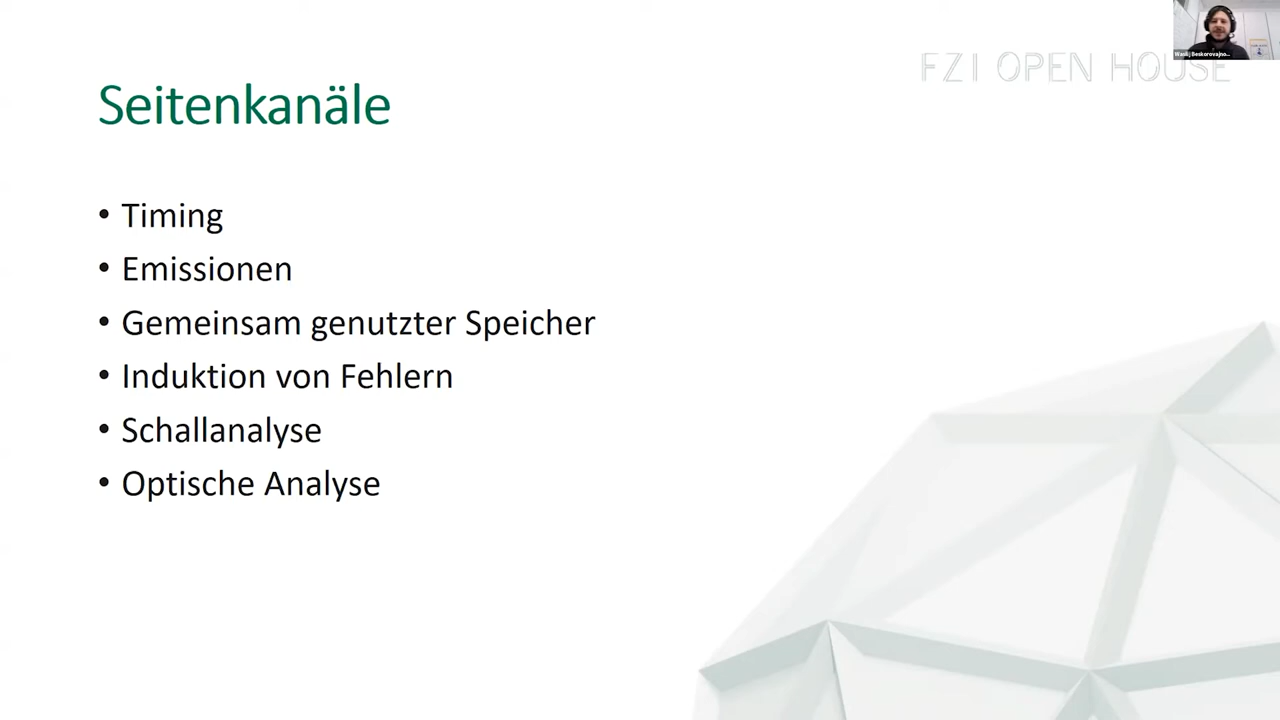 FZI OPEN HOUSE
Seitenkanäle
• Timing
• Emissionen
• Gemeinsam genutzter Speicher
• Induktion von Fehlern
• Schallanalyse
• Optische Analyse